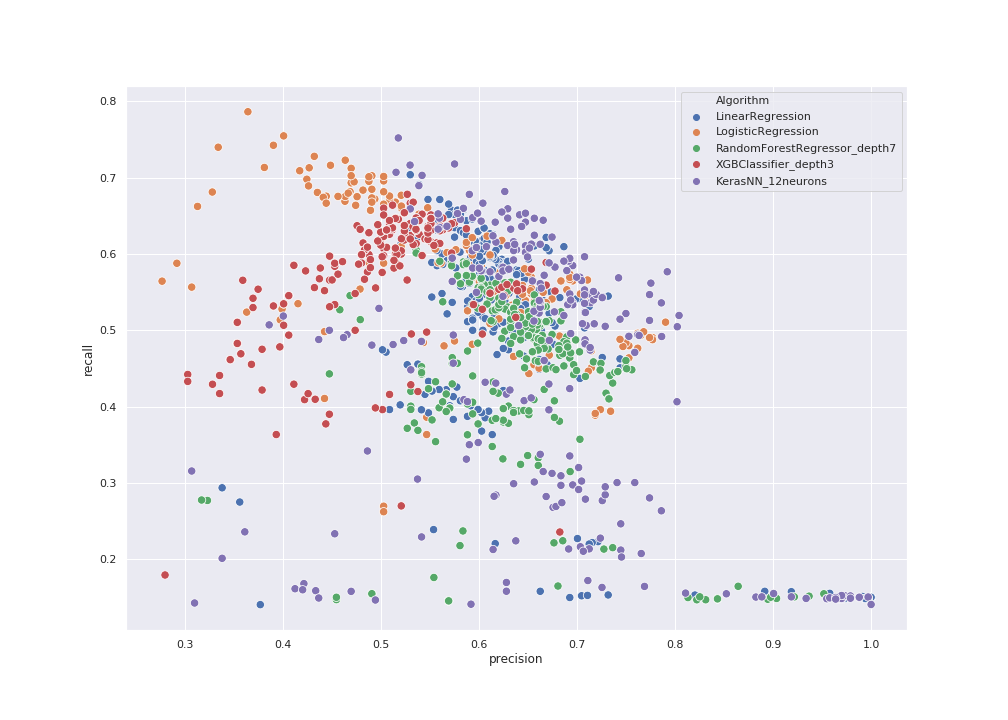 0.8
0.7
0.6
0.5
0.4
0.3
0.2
recall
Algorithm
LinearRegression
LogisticRegression
RandomForestRegressor_depth7
XGBClassifier_depth3
KerasNN_12neurons
0.3 0.4 0.5 0.6 0.7 0.8 0.9 1.0
precision